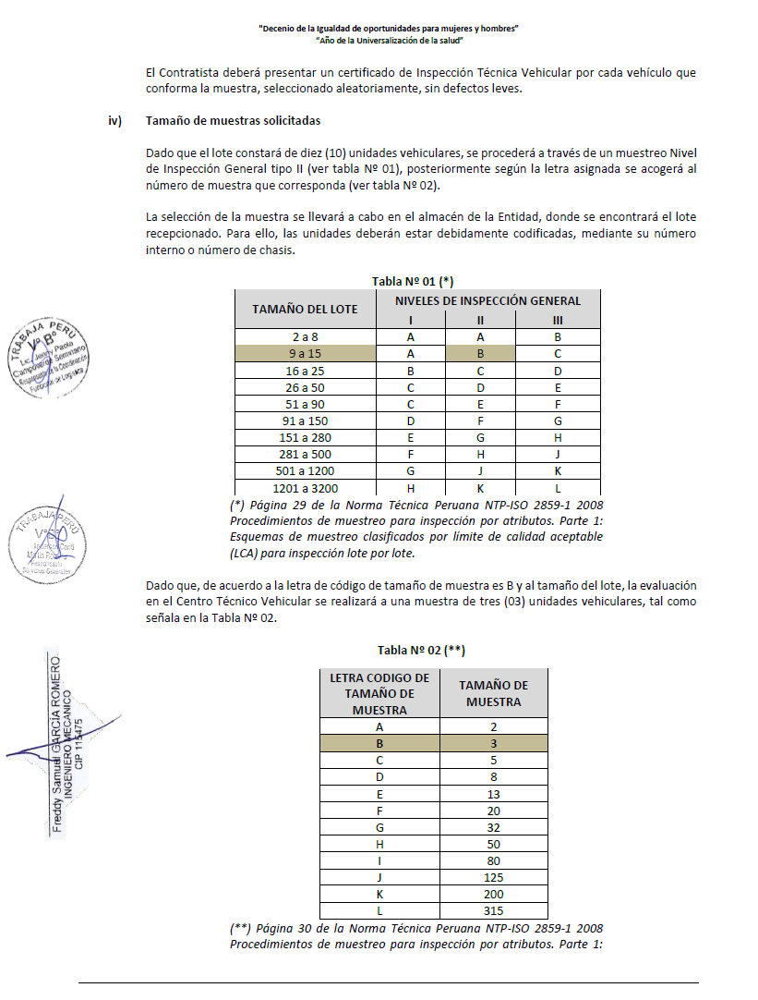 "Decenio de la Igualdad de oportunidades para mujeres y hombres"
"Año de la Universalización de la salud"
El Contratista deberá presentar un certificado de Inspección Técnica Vehicular por cada vehículo que
conforma la muestra, seleccionado aleatoriamente, sin defectos leves.
iv) Tamaño de muestras solicitadas
Dado que el lote constará de diez (10) unidades vehiculares, se procederá a través de un muestreo Nivel
de Inspección General tipo II (ver tabla Nº 01), posteriormente según la letra asignada se acogerá al
número de muestra que corresponda (ver tabla Nº 02).
La selección de la muestra se llevará a cabo en el almacén de la Entidad, donde se encontrará el lote
recepcionado. Para ello, las unidades deberán estar debidamente codificadas, mediante su número
interno o número de chasis.
Tabla Nº 01 (*)
TAMAÑO DEL LOTE NIVELES DE INSPECCIÓN GENERAL
I II III
2 a 8 A A B
9 a 15 A B C
16 a 25 B C D
26 a 50 C D E
51 a 90 C E F
91 a 150 D F G
151 a 280 E G H
281 a 500 F H J
501 a 1200 G J K
1201 a 3200 H K L
(*) Página 29 de la Norma Técnica Peruana NTP-ISO 2859-1 2008
Procedimientos de muestreo para inspección por atributos. Parte 1:
Esquemas de muestreo clasificados por límite de calidad aceptable
(LCA) para inspección lote por lote.
Dado que, de acuerdo a la letra de código de tamaño de muestra es B y al tamaño del lote, la evaluación
en el Centro Técnico Vehicular se realizará a una muestra de tres (03) unidades vehiculares, tal como
señala en la Tabla Nº 02.
Tabla Nº 02 (**)
LETRA CODIGO DE
TAMAÑO DE
MUESTRA
TAMAÑO DE
MUESTRA
A 2
B 3
C 5
D 8
E 13
F 20
G 32
H 50
I 80
J 125
K 200
L 315
(**) Página 30 de la Norma Técnica Peruana NTP-ISO 2859-1 2008
Procedimientos de muestreo para inspección por atributos. Parte 1:
TRABAJA PERÚ
VºBº
Lic. Jenny Paola
Campoverde Seminario
Responsable de la Coordinación
Funcional de Logística
TRABAJA PERÚ
Responsable
Servicios Generales
Freddy Samuel GARCÍA ROMERO
INGENIERO MECANICO
CIP 115475